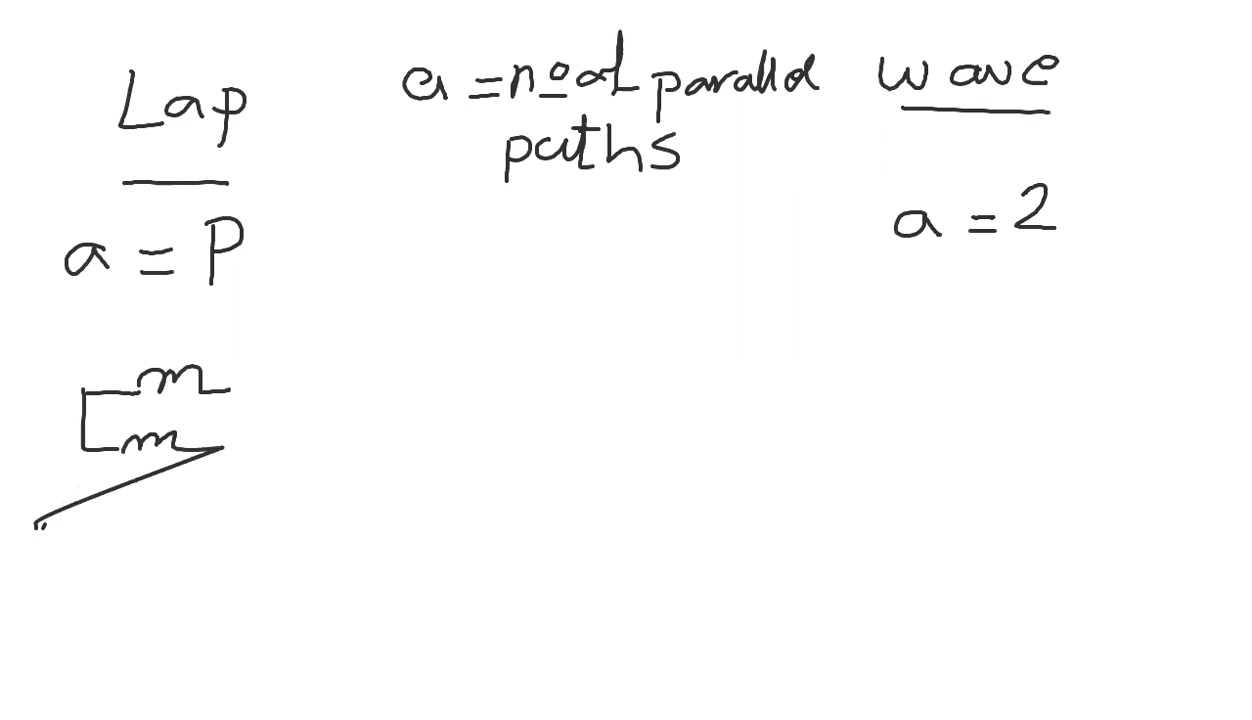 Lap
a = P
a = no of parallel
paths
wave
a = 2